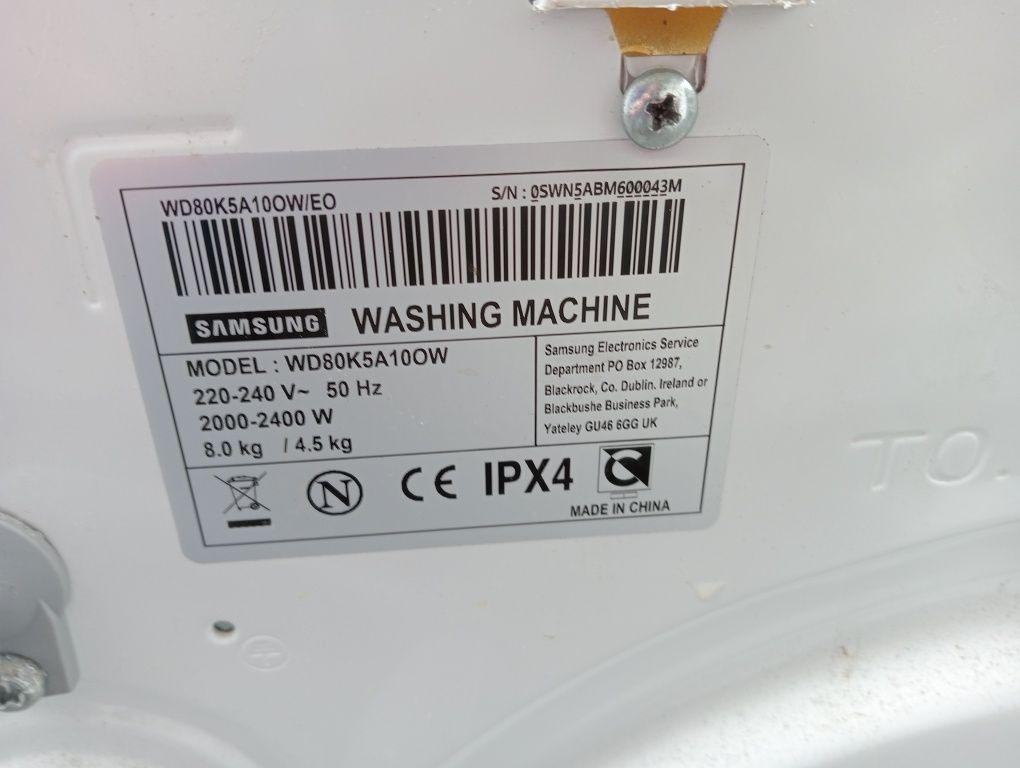 WD80K5A10OW/EO
S/N : 0SWN5ABM600043M
SAMSUNG WASHING MACHINE
MODEL : WD80K5A10OW
220-240 V~ 50 Hz
2000-2400 W
8.0 kg / 4.5 kg
Samsung Electronics Service
Department PO Box 12987,
Blackrock, Co. Dublin. Ireland or
Blackbushe Business Park,
Yateley GU46 6GG UK
N CE IPX4
MADE IN CHINA
TO.